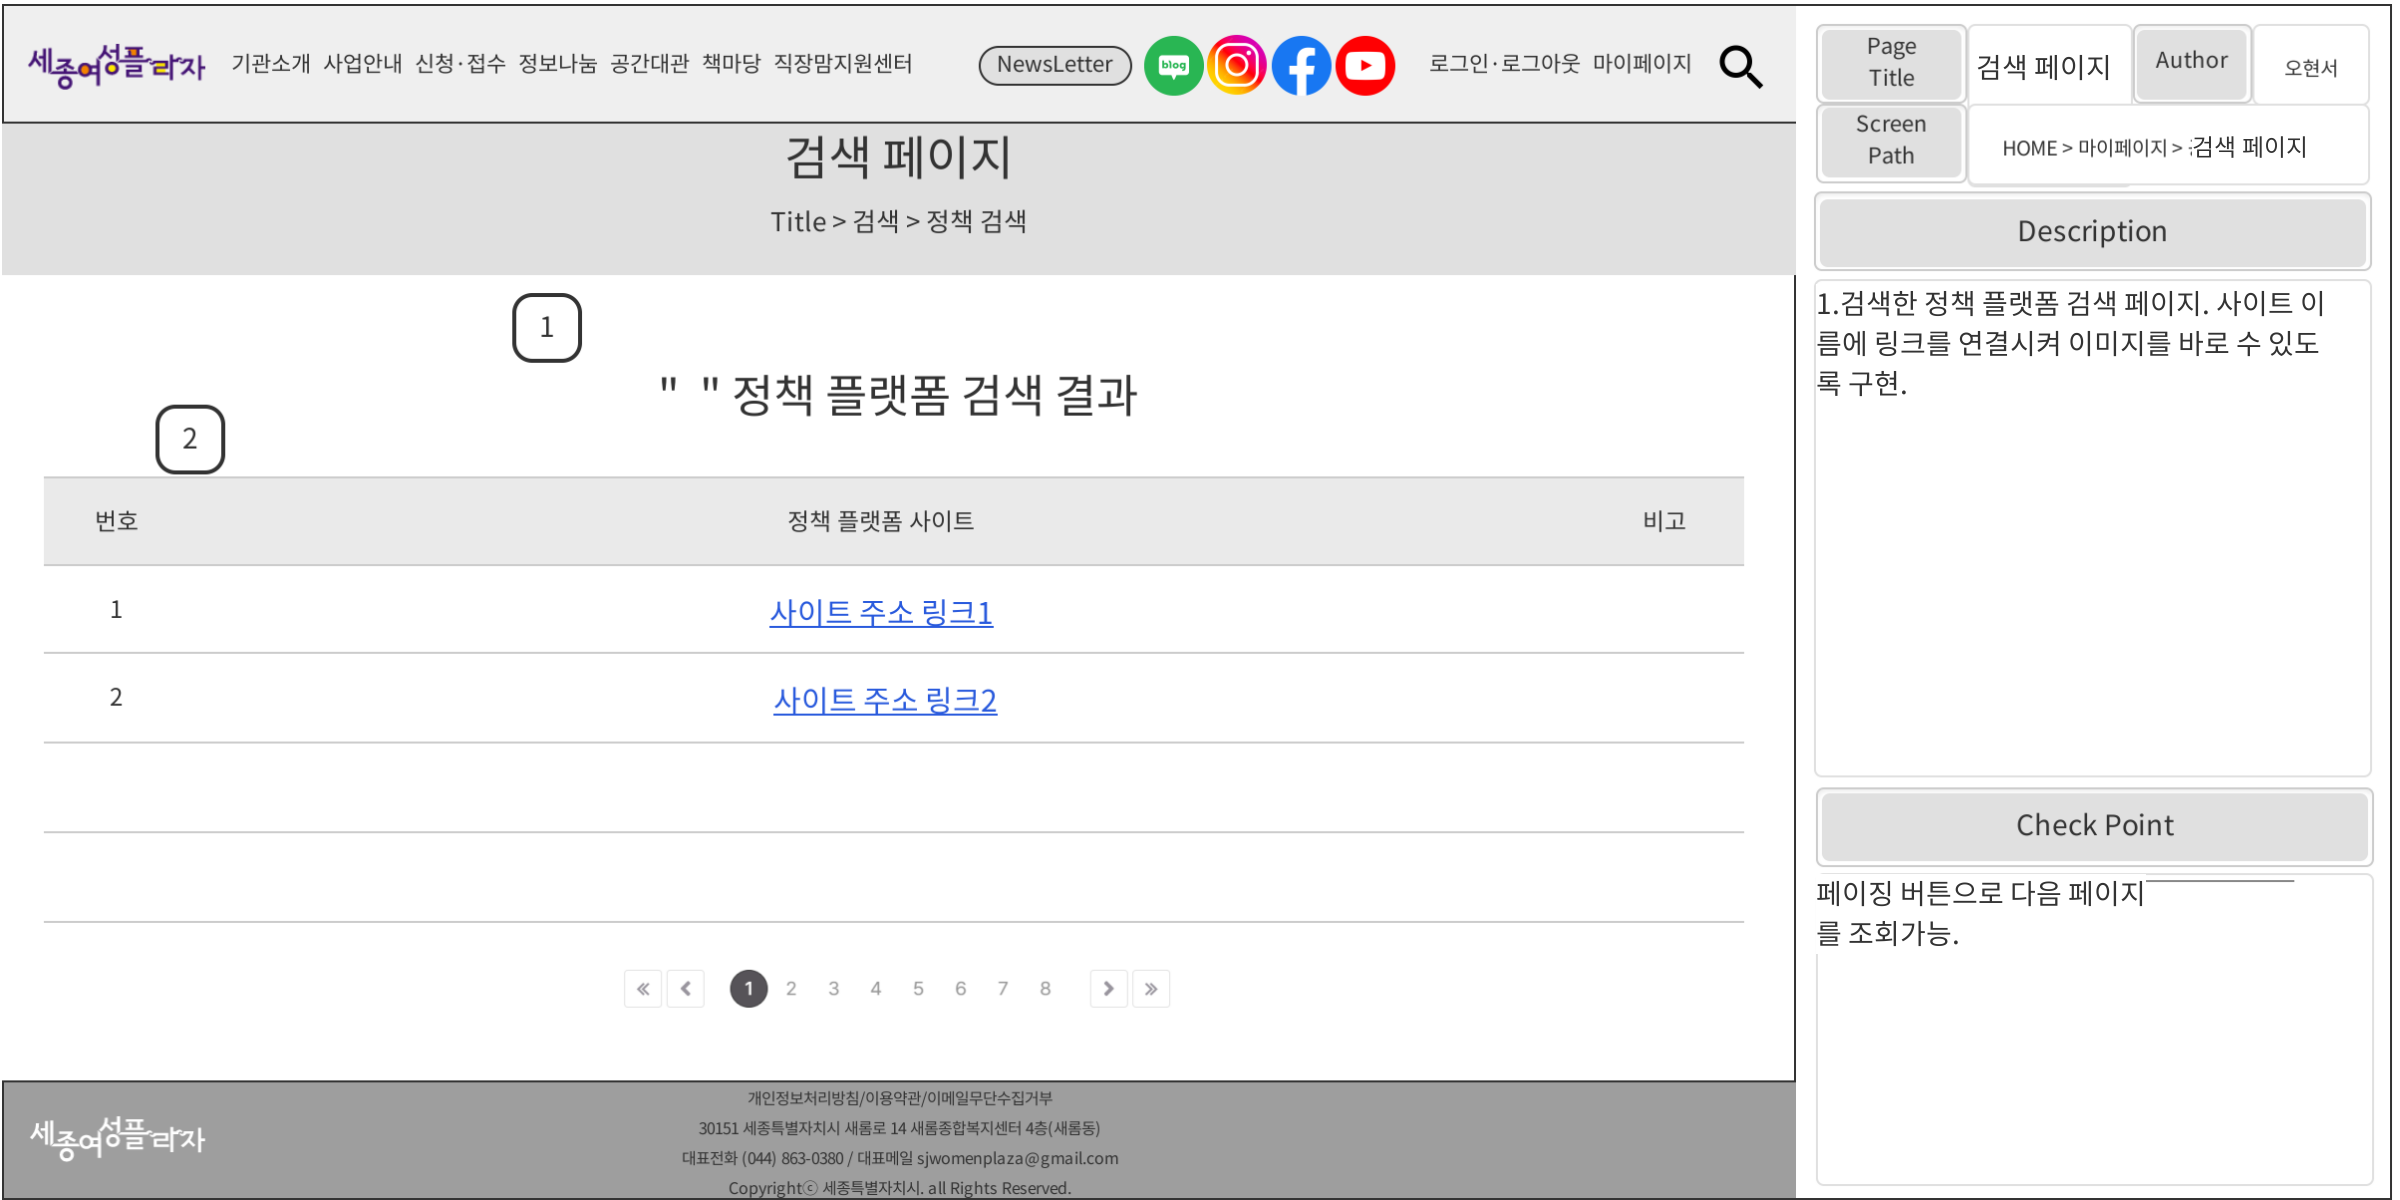 세종여성플라자 기관소개 사업안내 신청·접수 정보나눔 공간대관 책마당 직장맘지원센터 NewsLetter blog 로그인·로그아웃 마이페이지
검색 페이지
Title > 검색 > 정책 검색
1
" " 정책 플랫폼 검색 결과
2
번호 정책 플랫폼 사이트 비고
1 사이트 주소 링크1
2 사이트 주소 링크2
« ‹ 1 2 3 4 5 6 7 8 › »
세종여성플라자
개인정보처리방침/이용약관/이메일무단수집거부
30151 세종특별자치시 새롬로 14 새롬종합복지센터 4층(새롬동)
대표전화 (044) 863-0380 / 대표메일 sjwomenplaza@gmail.com
Copyrightⓒ 세종특별자치시. all Rights Reserved.
Page
Title
검색 페이지
Author
오현서
Screen
Path
HOME > 마이페이지 > 검색 페이지
Description
1.검색한 정책 플랫폼 검색 페이지. 사이트 이
름에 링크를 연결시켜 이미지를 바로 수 있도
록 구현.
Check Point
페이징 버튼으로 다음 페이지
를 조회가능.